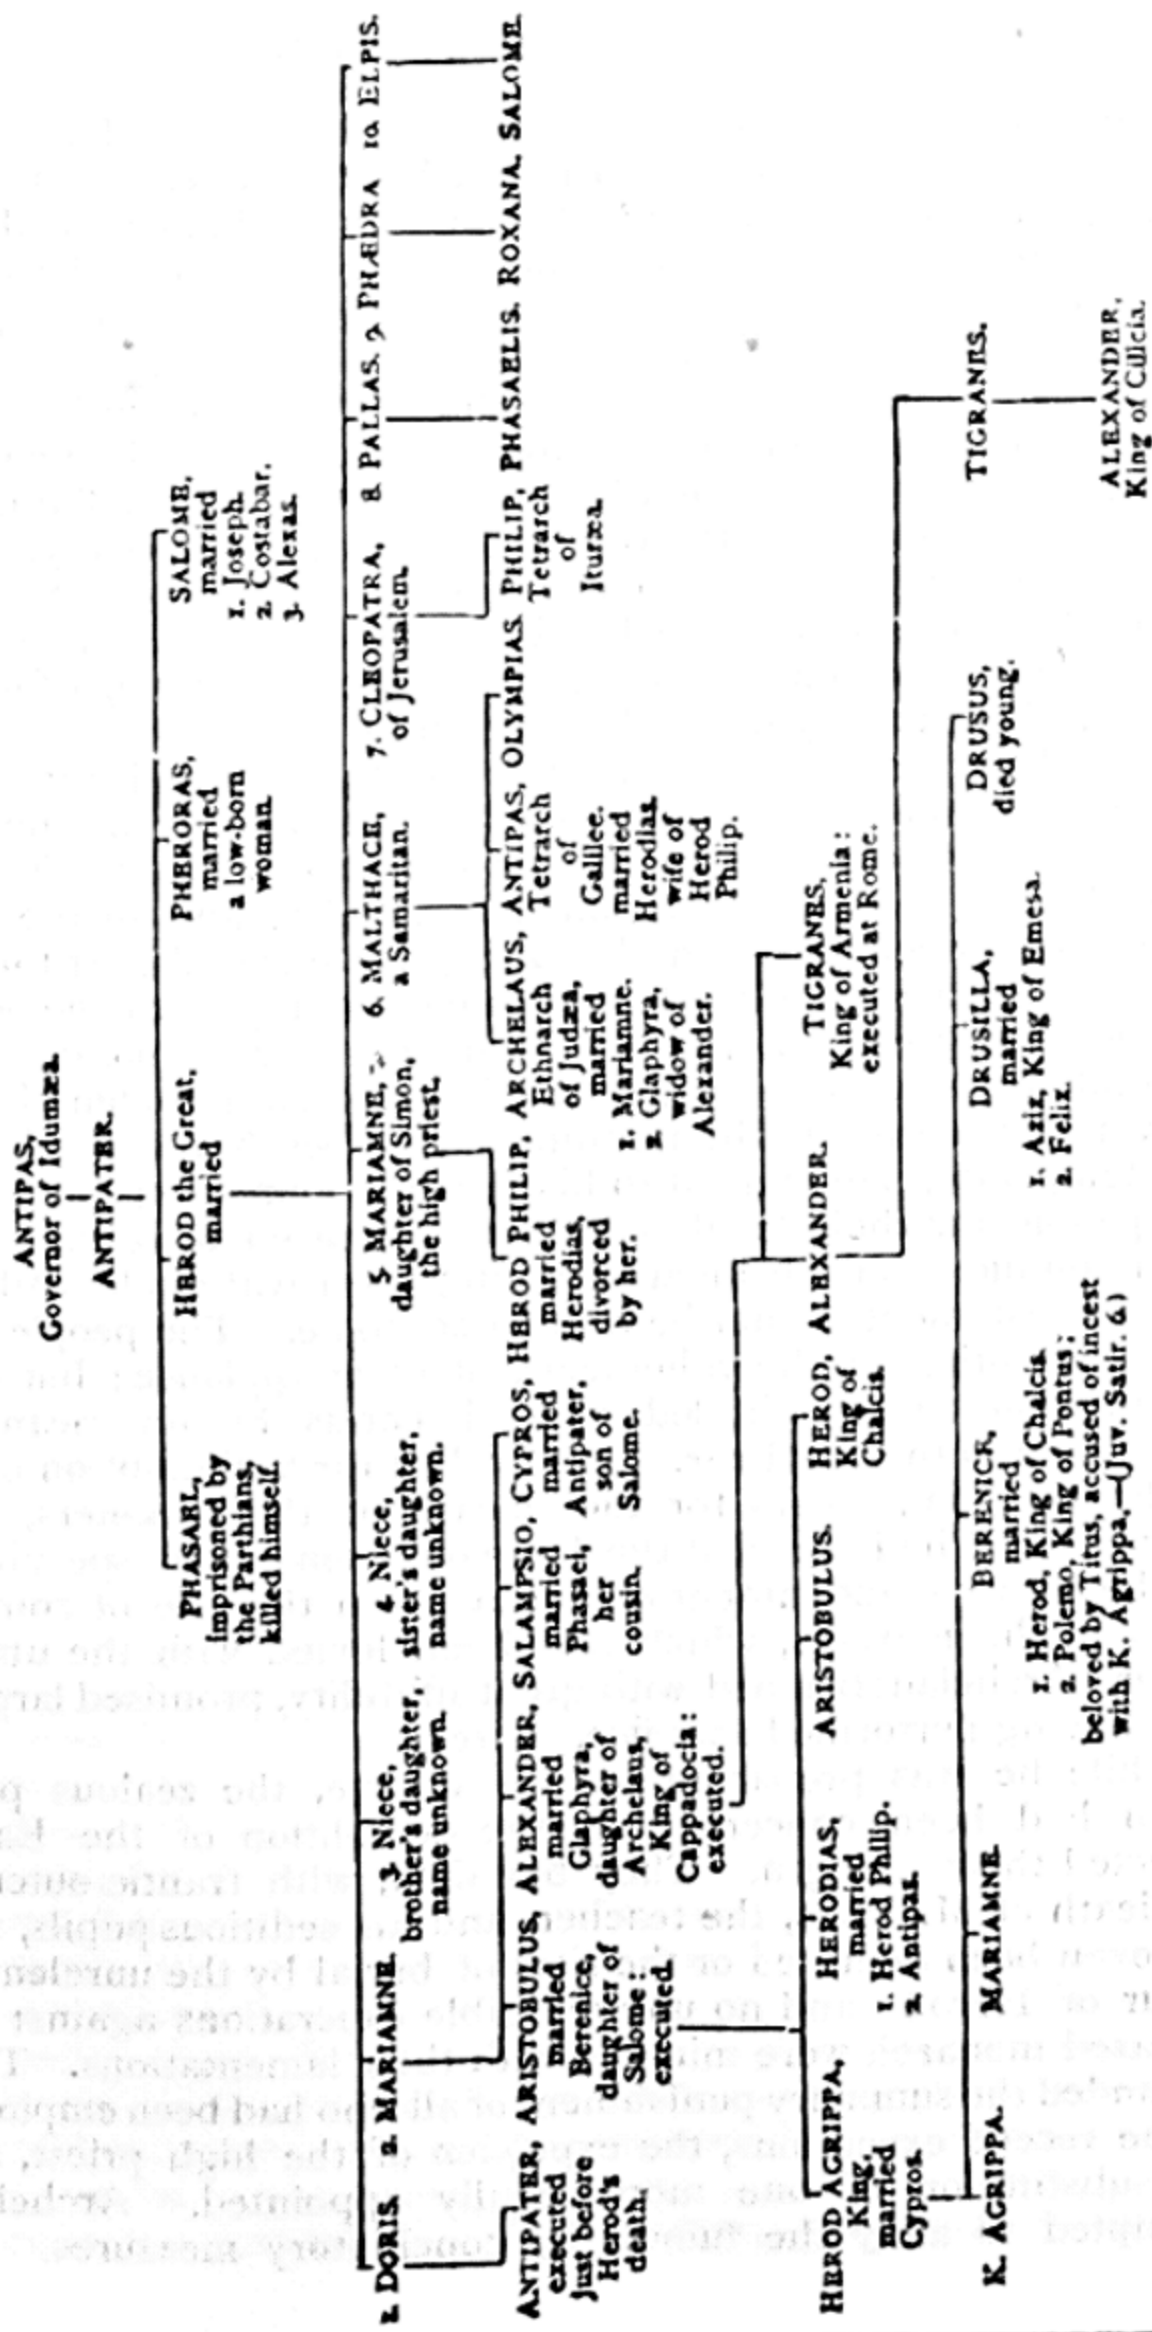 ANTIPAS,
Governor of Idumæa.
ANTIPATER.
PHASAEL,
imprisoned by
the Parthians,
killed himself.
HEROD the Great,
married
PHERORAS,
married
a low-born
woman.
SALOME,
married
1. Joseph.
2. Costabar.
3. Alexas.
1. DORIS.
2. MARIAMNE.
3. Niece,
brother's daughter,
name unknown.
4. Niece,
sister's daughter,
name unknown.
5. MARIAMNE,
daughter of Simon,
the high priest.
6. MALTHACE,
a Samaritan.
7. CLEOPATRA,
of Jerusalem.
8. PALLAS.
9. PHÆDRA
10. ELPIS.
ANTIPATER,
executed
just before
Herod's
death.
ARISTOBULUS,
married
Berenice,
daughter of
Salome:
executed.
ALEXANDER,
married
Glaphyra,
daughter of
Archelaus,
King of
Cappadocia:
executed.
SALAMPSIO,
married
Phasael,
her
cousin.
CYPROS,
married
Antipater,
son of
Salome.
HEROD PHILIP,
married
Herodias,
divorced
by her.
ARCHELAUS,
Ethnarch
of Judæa,
married
1. Mariamne.
2. Glaphyra,
widow of
Alexander.
ANTIPAS,
Tetrarch
of
Galilee.
married
Herodias,
wife of
Herod
Philip.
OLYMPIAS.
PHILIP,
Tetrarch
of
Ituræa.
PHASAELIS.
ROXANA.
SALOME.
HEROD AGRIPPA,
King,
married
Cypros.
HERODIAS,
married
1. Herod Philip.
2. Antipas.
ARISTOBULUS.
HEROD,
King of
Chalcis.
ALEXANDER.
TIGRANES,
King of Armenia:
executed at Rome.
K. AGRIPPA.
MARIAMNE.
BERENICE,
married
1. Herod, King of Chalcis.
2. Polemo, King of Pontus:
beloved by Titus, accused of incest
with K. Agrippa.—(Juv. Satir. 6.)
DRUSILLA,
married
1. Aziz, King of Emesa.
2. Felix.
DRUSUS,
died young.
TIGRANES.
ALEXANDER,
King of Cilicia.